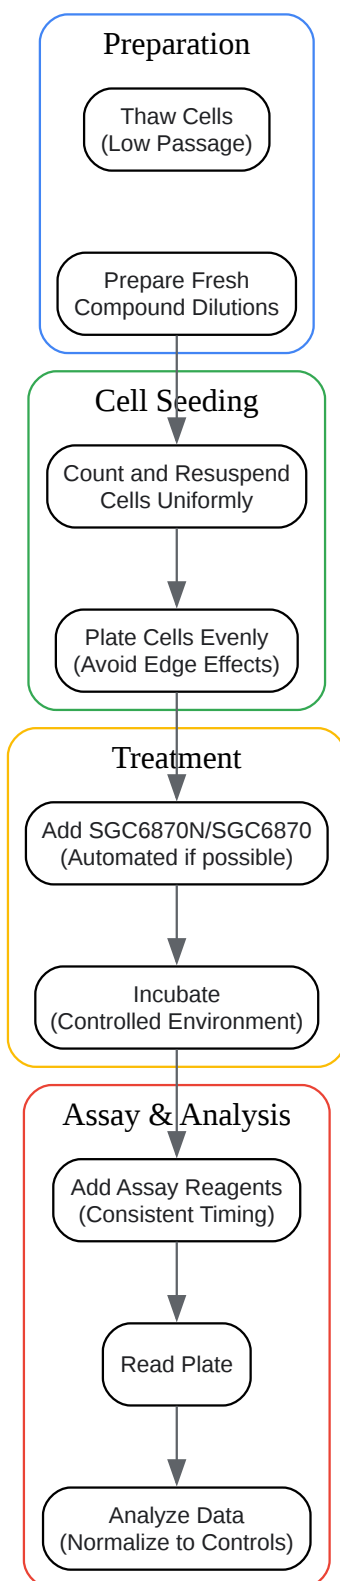 Preparation
Thaw Cells
(Low Passage)
Prepare Fresh
Compound Dilutions
Cell Seeding
Count and Resuspend
Cells Uniformly
Plate Cells Evenly
(Avoid Edge Effects)
Treatment
Add SGC6870N/SGC6870
(Automated if possible)
Incubate
(Controlled Environment)
Assay & Analysis
Add Assay Reagents
(Consistent Timing)
Read Plate
Analyze Data
(Normalize to Controls)